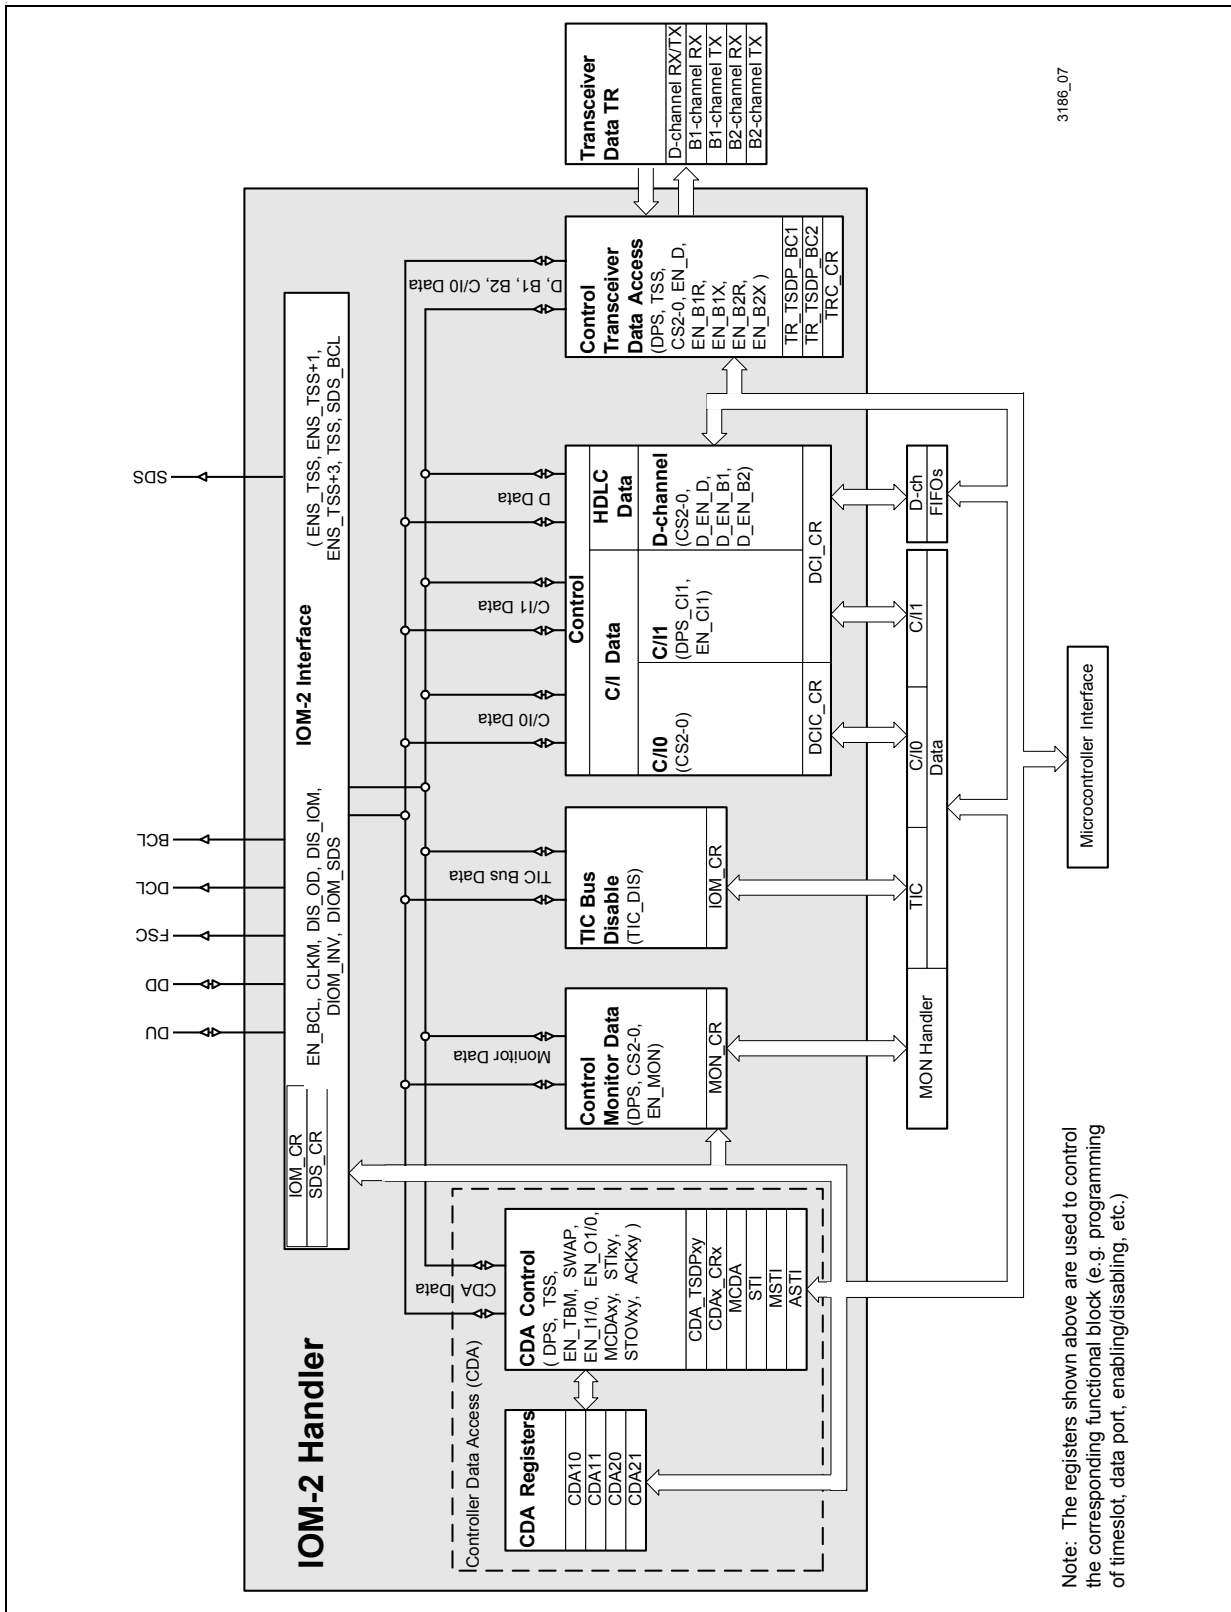 IOM-2 Handler
SDS
BCL
DCL
FSC
DD
DU
IOM_CR
SDS_CR
IOM-2 Interface
EN_BCL, CLKM, DIS_OD, DIS_IOM,
DIOM_INV, DIOM_SDS
( ENS_TSS, ENS_TSS+1,
ENS_TSS+3, TSS, SDS_BCL
Controller Data Access (CDA)
CDA Registers
CDA10
CDA11
CDA20
CDA21
CDA Data
CDA Control
( DPS, TSS,
EN_TBM, SWAP,
EN_I1/0, EN_O1/0,
MCDAxy, STIxy,
STOVxy, ACKxy )
CDA_TSDPxy
CDAx_CRx
MCDA
STI
MSTI
ASTI
Monitor Data
Control
Monitor Data
(DPS, CS2-0,
EN_MON)
MON_CR
TIC Bus Data
TIC Bus
Disable
(TIC_DIS)
IOM_CR
C/I0 Data
C/I1 Data
D Data
Control
C/I Data
HDLC
Data
C/I0
(CS2-0)
DCIC_CR
C/I1
(DPS_CI1,
EN_CI1)
D-channel
(CS2-0,
D_EN_D,
D_EN_B1,
D_EN_B2)
DCI_CR
D, B1, B2, C/I0 Data
Control
Transceiver
Data Access
(DPS, TSS,
CS2-0, EN_D,
EN_B1R,
EN_B1X,
EN_B2R,
EN_B2X )
TR_TSDP_BC1
TR_TSDP_BC2
TRC_CR
Transceiver
Data TR
D-channel RX/TX
B1-channel RX
B1-channel TX
B2-channel RX
B2-channel TX
MON Handler
TIC
C/I0
C/I1
Data
D-ch
FIFOs
Microcontroller Interface
Note: The registers shown above are used to control
the corresponding functional block (e.g. programming
of timeslot, data port, enabling/disabling, etc.)
3186_07